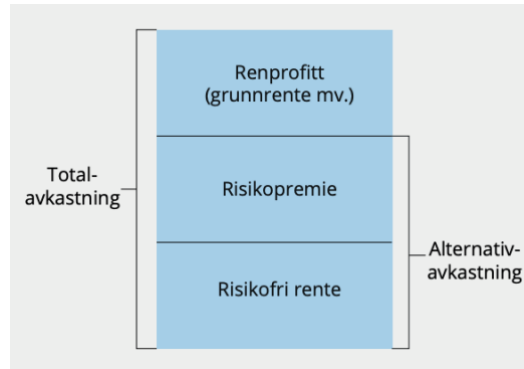 Renprofitt
(grunnrente mv.)
Total-
avkastning
Risikopremie
Alternativ-
avkastning
Risikofri rente